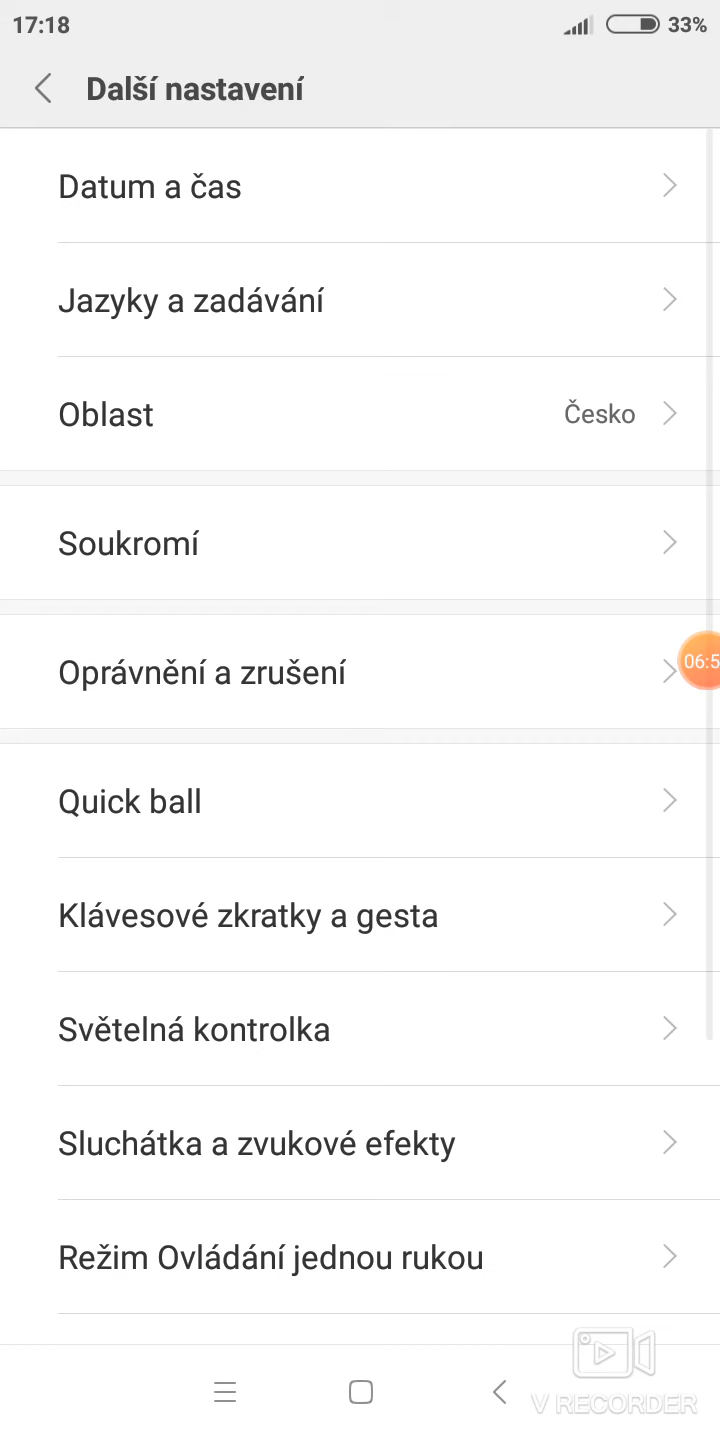 17:18 33%
Další nastavení
Datum a čas
Jazyky a zadávání
Oblast Česko
Soukromí
Oprávnění a zrušení
06:5
Quick ball
Klávesové zkratky a gesta
Světelná kontrolka
Sluchátka a zvukové efekty
Režim Ovládání jednou rukou
V RECORDER